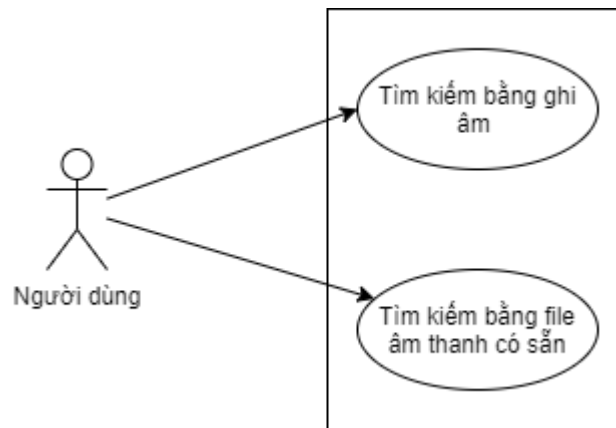 Tìm kiếm bằng ghi
âm
Người dùng
Tìm kiếm bằng file
âm thanh có sẵn